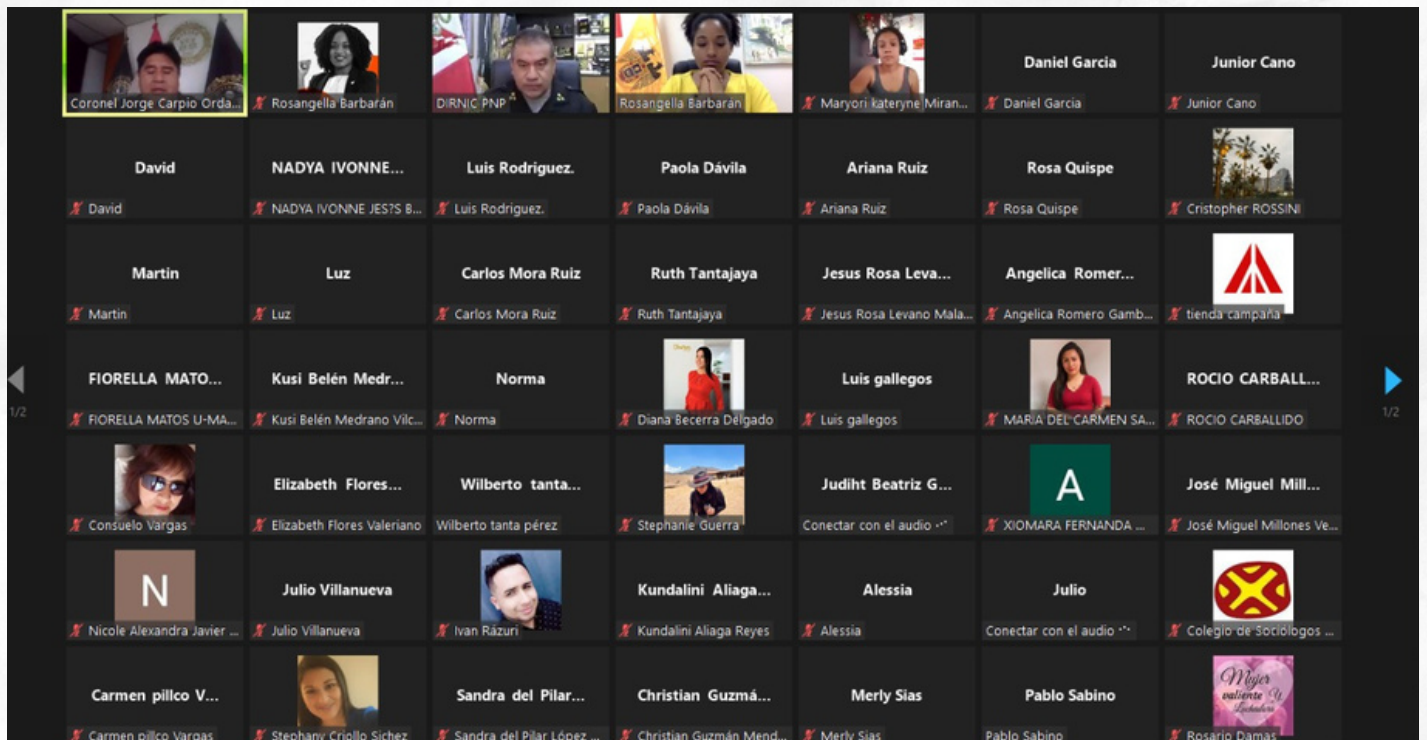 Coronel Jorge Carpio Orda...
Rosangella Barbarán
DIRNIC PNP
Rosangella Barbarán
Maryori kateryne Miran...
Daniel Garcia
Daniel Garcia
Junior Cano
Junior Cano
David
David
NADYA IVONNE...
NADYA IVONNE JES?S B...
Luis Rodriguez.
Luis Rodriguez.
Paola Dávila
Paola Dávila
Ariana Ruiz
Ariana Ruiz
Rosa Quispe
Rosa Quispe
Cristopher ROSSINI
Martin
Martin
Luz
Luz
Carlos Mora Ruiz
Carlos Mora Ruiz
Ruth Tantajaya
Ruth Tantajaya
Jesus Rosa Leva...
Jesus Rosa Levano Mala...
Angelica Romer...
Angelica Romero Gamb...
tienda campaña
FIORELLA MATO...
FIORELLA MATOS U-MA...
Kusi Belén Medr...
Kusi Belén Medrano Vilc...
Norma
Norma
Diana Becerra Delgado
Luis gallegos
Luis gallegos
MARIA DEL CARMEN SA...
ROCIO CARBALL...
ROCIO CARBALLIDO
1/2
1/2
Consuelo Vargas
Elizabeth Flores...
Elizabeth Flores Valeriano
Wilberto tanta...
Wilberto tanta pérez
Stephanie Guerra
Judiht Beatriz G...
Conectar con el audio
A
XIOMARA FERNANDA ...
José Miguel Mill...
José Miguel Millones Ve...
N
Nicole Alexandra Javier ...
Julio Villanueva
Julio Villanueva
Ivan Rázuri
Kundalini Aliaga...
Kundalini Aliaga Reyes
Alessia
Alessia
Julio
Conectar con el audio
Colegio de Sociólogos ...
Carmen pillco V...
Carmen pillco Vargas
Stephany Criollo Sichez
Sandra del Pilar...
Sandra del Pilar López ...
Christian Guzmá...
Christian Guzmán Mend...
Merly Sias
Merly Sias
Pablo Sabino
Pablo Sabino
Mujer
valiente Y
Luchadora
Rosario Damas